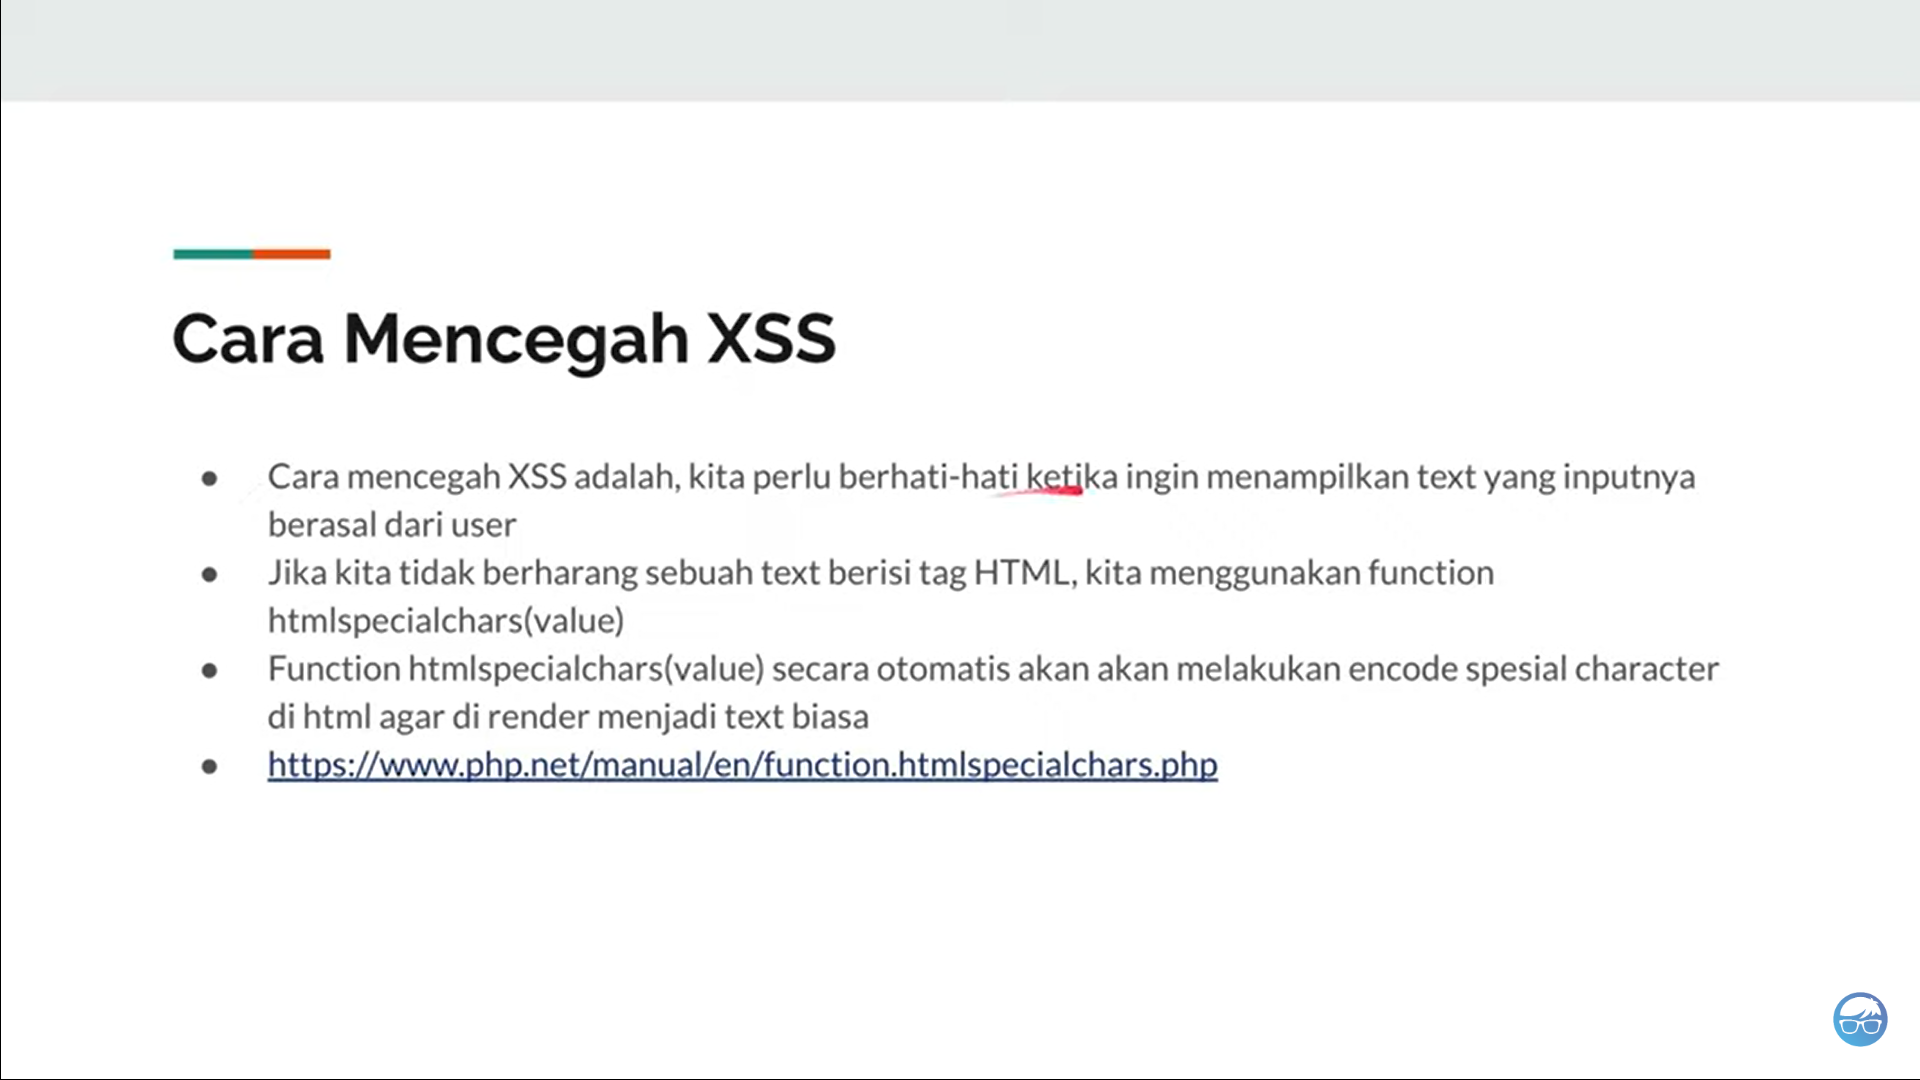 Cara Mencegah XSS
● Cara mencegah XSS adalah, kita perlu berhati-hati ketika ingin menampilkan text yang inputnya
berasal dari user
● Jika kita tidak berharang sebuah text berisi tag HTML, kita menggunakan function
htmlspecialchars(value)
● Function htmlspecialchars(value) secara otomatis akan akan melakukan encode spesial character
di html agar di render menjadi text biasa
● https://www.php.net/manual/en/function.htmlspecialchars.php